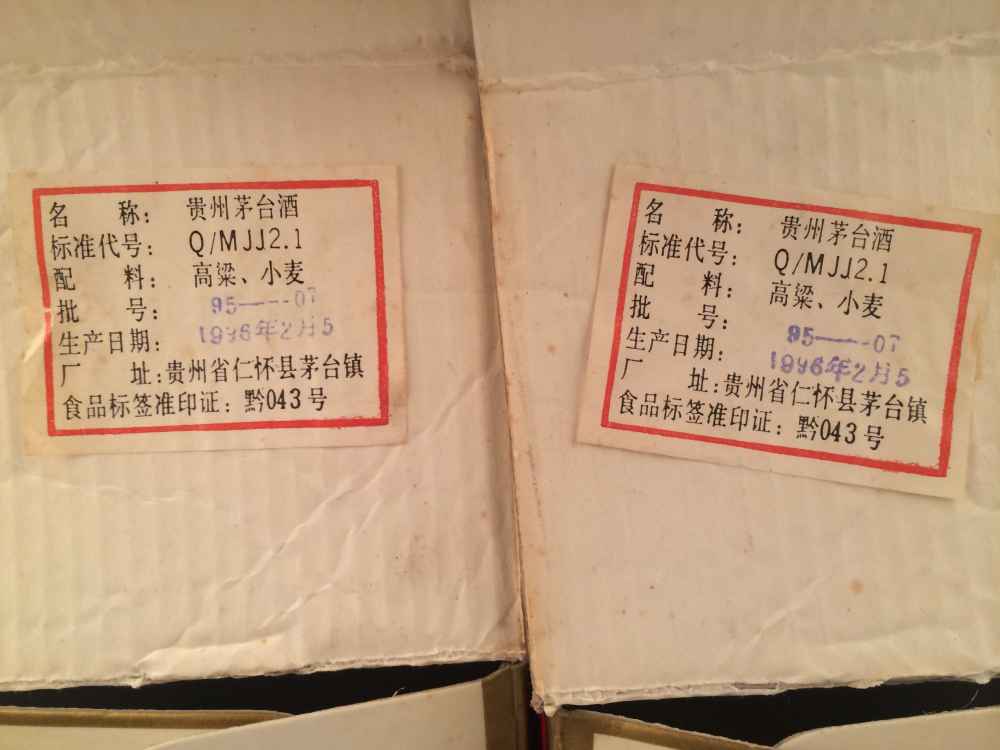 名 称： 贵州茅台酒
标准代号： Q/MJJ2.1
配 料： 高粱、小麦
批 号： 95—--07
生产日期： 1996年2月5
厂 址：贵州省仁怀县茅台镇
食品标签准印证：黔043号
名 称： 贵州茅台酒
标准代号： Q/MJJ2.1
配 料： 高粱、小麦
批 号： 95—--07
生产日期： 1996年2月5
厂 址：贵州省仁怀县茅台镇
食品标签准印证：黔043号